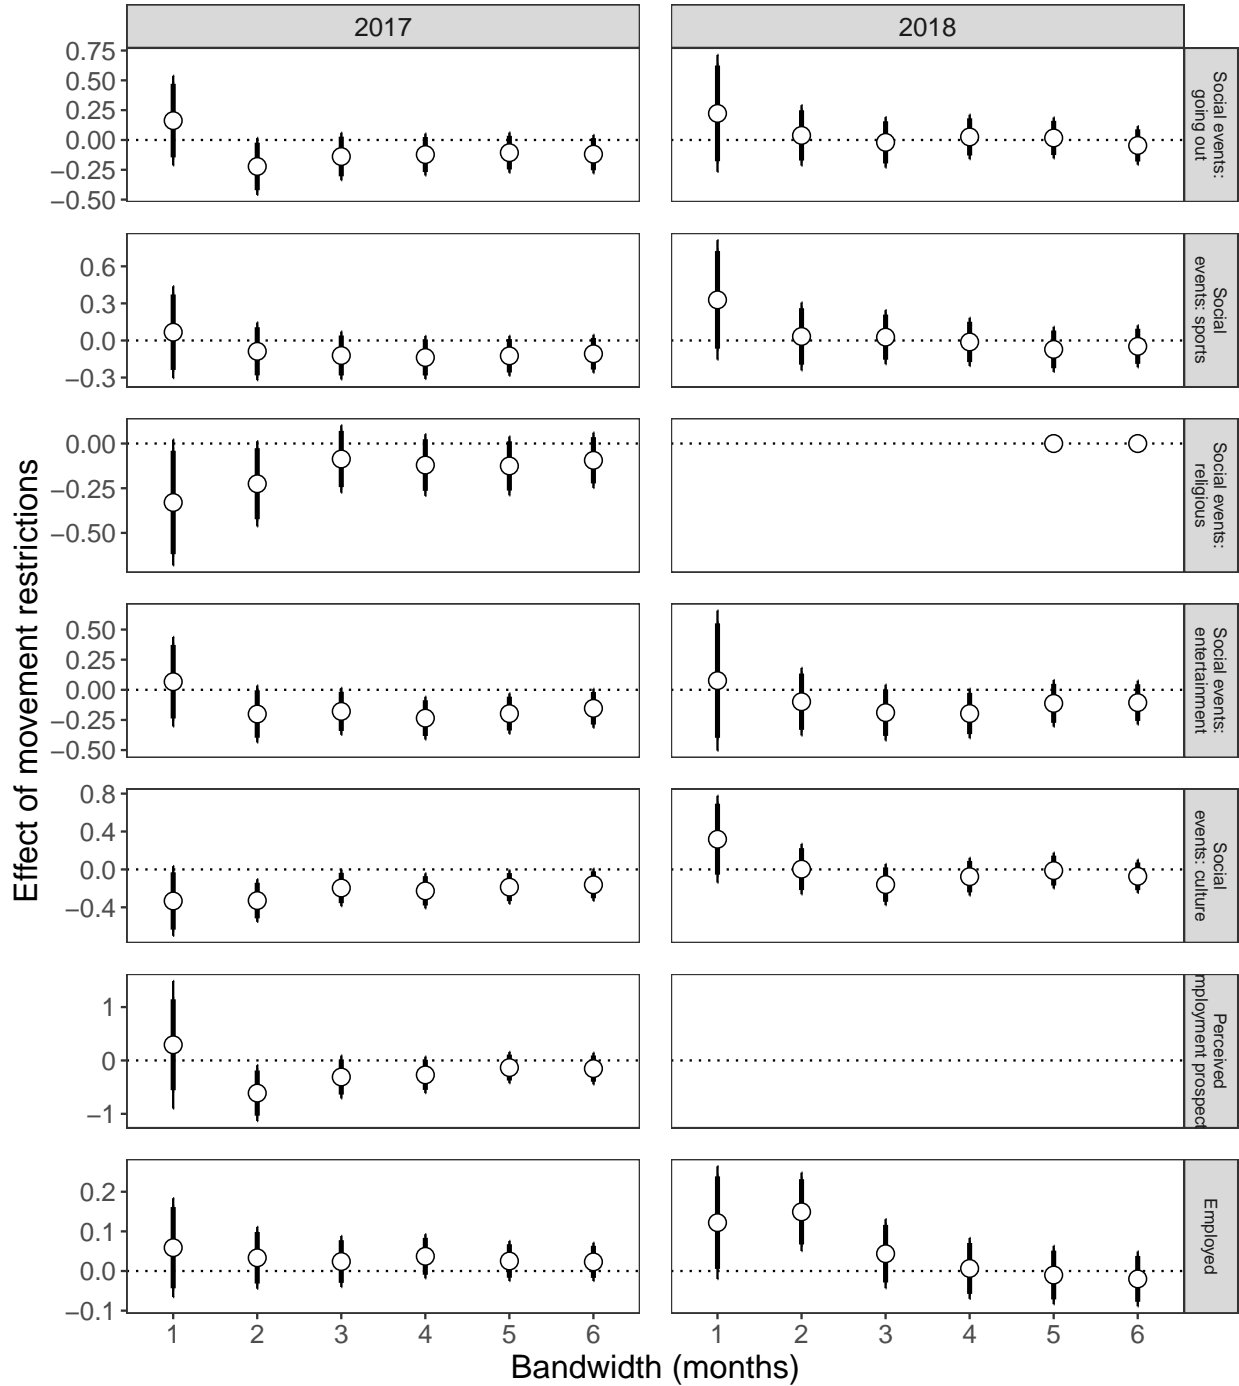 2017
2018
0.75
0.50
0.25
0.00
−0.25
−0.50
Social events:
going out
0.6
0.3
0.0
−0.3
Social
events: sports
0.00
−0.25
−0.50
Social events:
religious
0.50
0.25
0.00
−0.25
−0.50
Social events:
entertainment
0.8
0.4
0.0
−0.4
Social
events: culture
1
0
−1
Perceived
mployment prospect
0.2
0.1
0.0
−0.1
Employed
1 2 3 4 5 6
1 2 3 4 5 6
Bandwidth (months)
Effect of movement restrictions